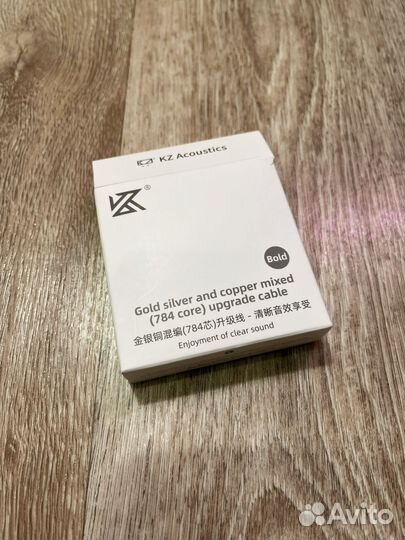 KZ Acoustics
KZ®
Bold
Gold silver and copper mixed
(784 core) upgrade cable
金银铜混编(784芯)升级线 - 清晰音效享受
Enjoyment of clear sound
Avito